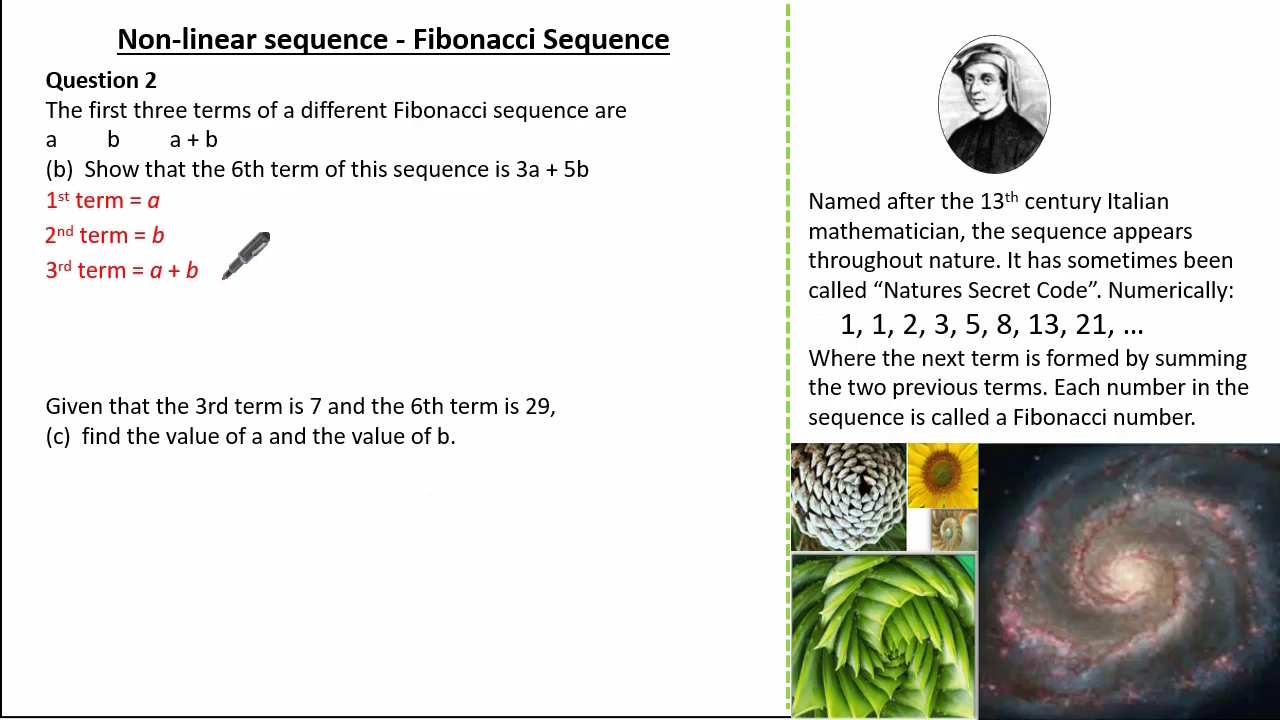 Non-linear sequence - Fibonacci Sequence
Question 2
The first three terms of a different Fibonacci sequence are
a b a + b
(b) Show that the 6th term of this sequence is 3a + 5b
1st term = a
2nd term = b
3rd term = a + b
Given that the 3rd term is 7 and the 6th term is 29,
(c) find the value of a and the value of b.
Named after the 13th century Italian
mathematician, the sequence appears
throughout nature. It has sometimes been
called “Natures Secret Code”. Numerically:
1, 1, 2, 3, 5, 8, 13, 21, ...
Where the next term is formed by summing
the two previous terms. Each number in the
sequence is called a Fibonacci number.